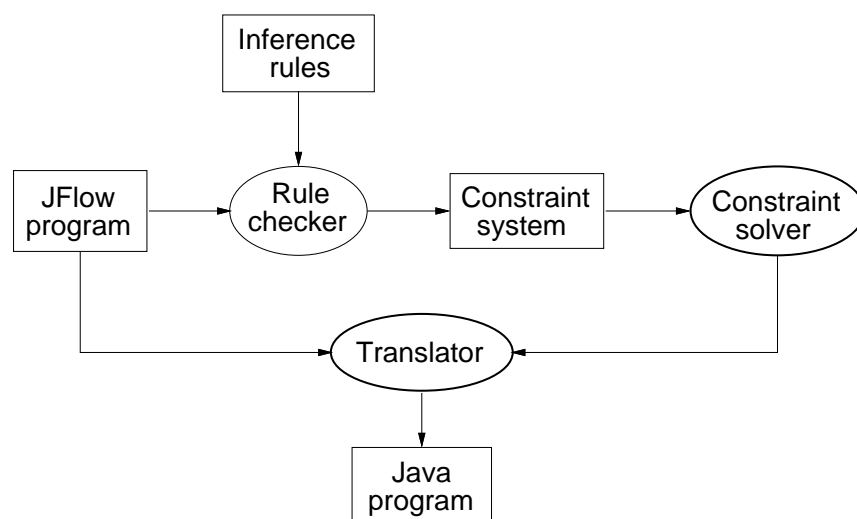 Inference
rules
JFlow
program
Rule
checker
Constraint
system
Constraint
solver
Translator
Java
program